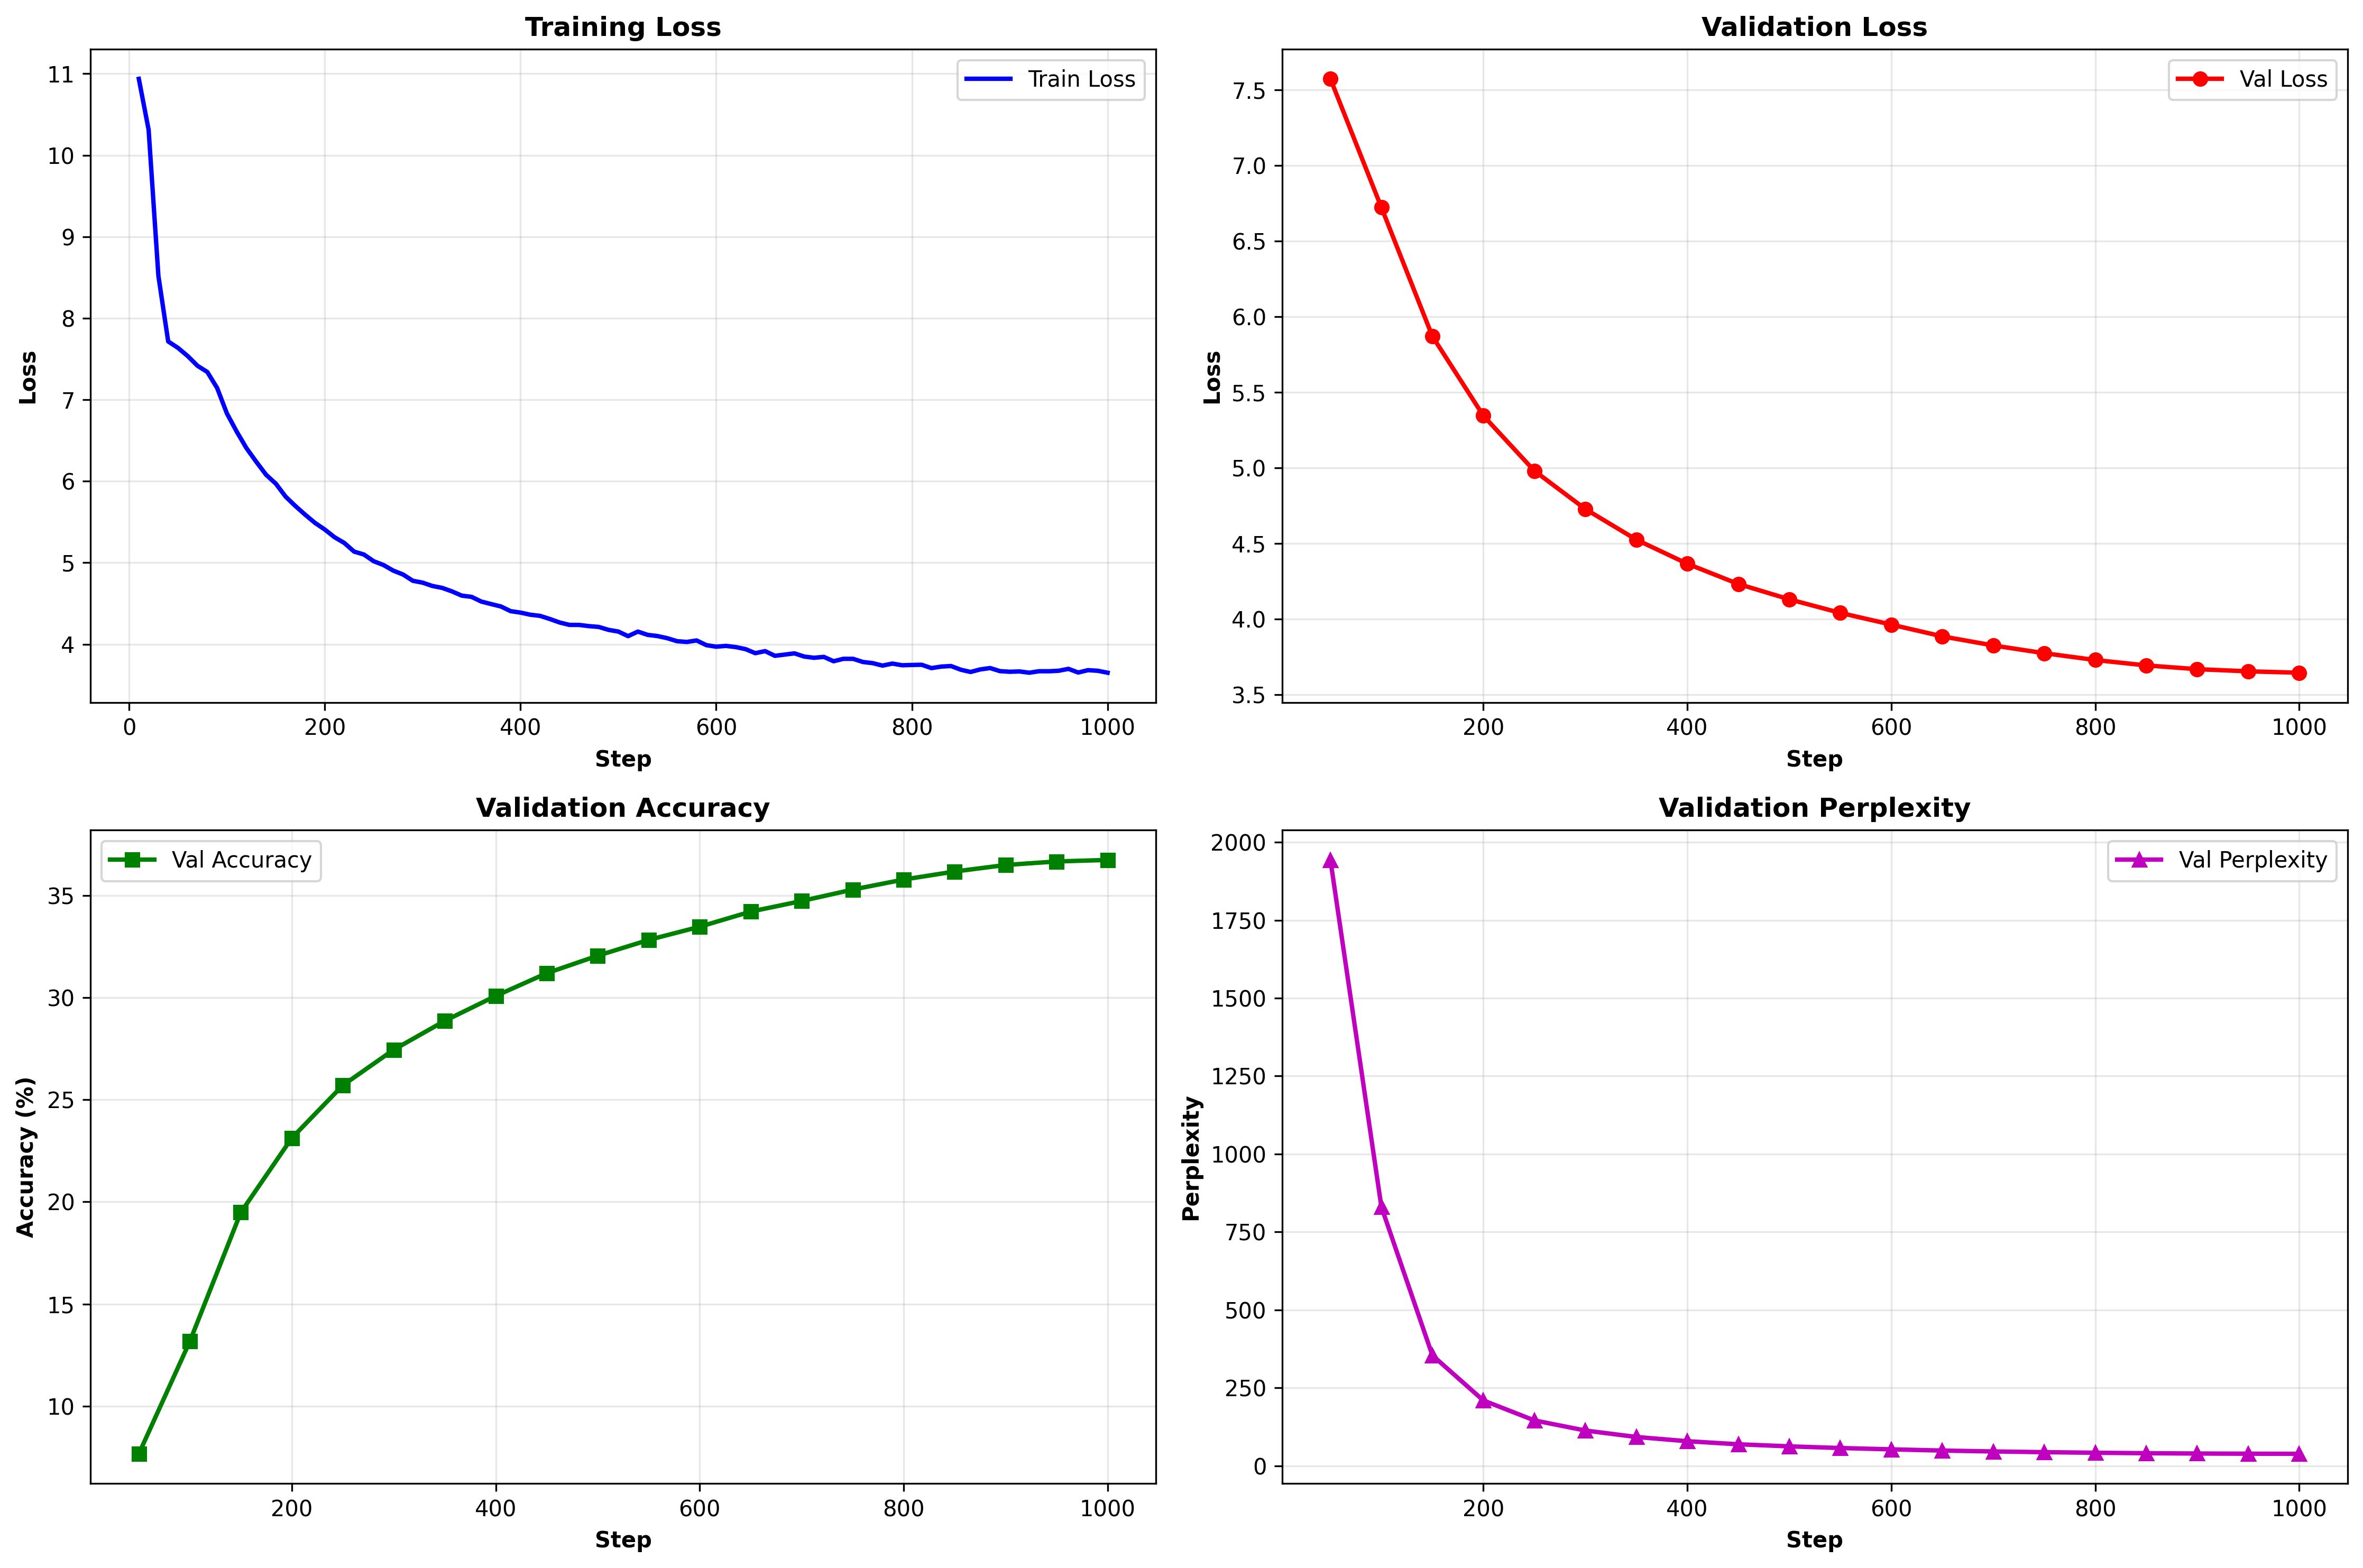 Training Loss
Train Loss
11
10
9
8
7
6
5
4
Loss
0 200 400 600 800 1000
Step
Validation Loss
Val Loss
7.5
7.0
6.5
6.0
5.5
5.0
4.5
4.0
3.5
Loss
200 400 600 800 1000
Step
Validation Accuracy
Val Accuracy
35
30
25
20
15
10
Accuracy (%)
200 400 600 800 1000
Step
Validation Perplexity
Val Perplexity
2000
1750
1500
1250
1000
750
500
250
0
Perplexity
200 400 600 800 1000
Step